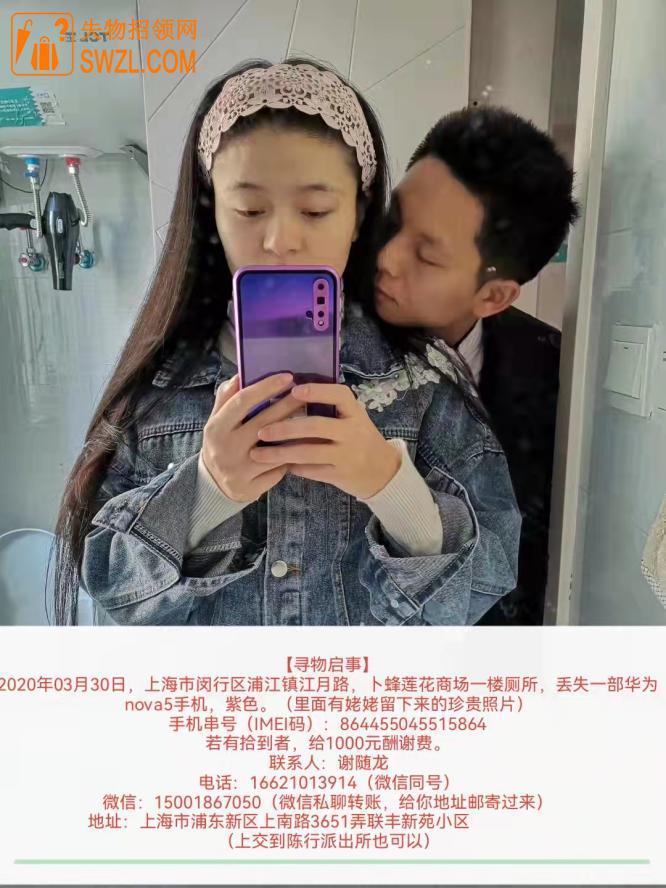 失物招领网
SWZL.COM
【寻物启事】
2020年03月30日，上海市闵行区浦江镇江月路，卜蜂莲花商场一楼厕所，丢失一部华为
nova5手机，紫色。（里面有姥姥留下来的珍贵照片）
手机串号（IMEI码）：864455045515864
若有拾到者，给1000元酬谢费。
联系人：谢随龙
电话：16621013914（微信同号）
微信：15001867050（微信私聊转账，给你地址邮寄过来）
地址：上海市浦东新区上南路3651弄联丰新苑小区
（上交到陈行派出所也可以）